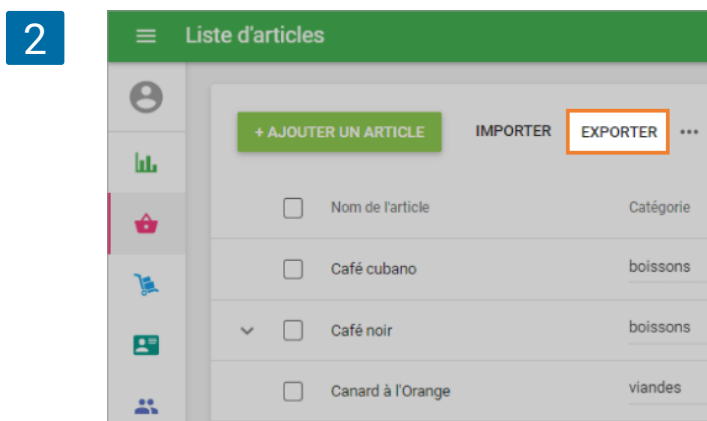 2
Liste d'articles
+ AJOUTER UN ARTICLE IMPORTER EXPORTER
Nom de l'article Catégorie
Café cubano boissons
Café noir boissons
Canard à l'Orange viandes